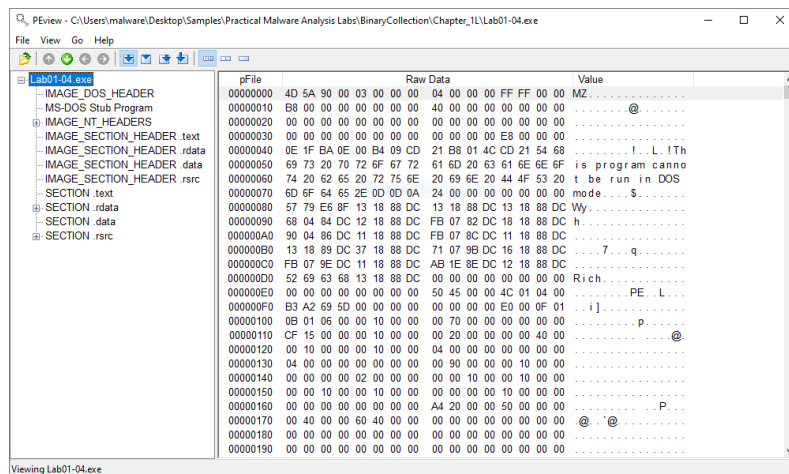 PEview - C:\Users\malware\Desktop\Samples\Practical Malware Analysis Labs\BinaryCollection\Chapter_1L\Lab01-04.exe
File View Go Help
Lab01-04.exe
IMAGE_DOS_HEADER
MS-DOS Stub Program
IMAGE_NT_HEADERS
IMAGE_SECTION_HEADER .text
IMAGE_SECTION_HEADER .rdata
IMAGE_SECTION_HEADER .data
IMAGE_SECTION_HEADER .rsrc
SECTION .text
SECTION .rdata
SECTION .data
SECTION .rsrc
pFile Raw Data Value
00000000 4D 5A 90 00 03 00 00 00 04 00 00 00 FF FF 00 00 MZ..............
00000010 B8 00 00 00 00 00 00 00 40 00 00 00 00 00 00 00 ........@.......
00000020 00 00 00 00 00 00 00 00 00 00 00 00 00 00 00 00 ................
00000030 00 00 00 00 00 00 00 00 00 00 00 00 E8 00 00 00 ................
00000040 0E 1F BA 0E 00 B4 09 CD 21 B8 01 4C CD 21 54 68 ........!..L.!Th
00000050 69 73 20 70 72 6F 67 72 61 6D 20 63 61 6E 6E 6F is program canno
00000060 74 20 62 65 20 72 75 6E 20 69 6E 20 44 4F 53 20 t be run in DOS
00000070 6D 6F 64 65 2E 0D 0D 0A 24 00 00 00 00 00 00 00 mode....$.......
00000080 57 79 E6 8F 13 18 88 DC 13 18 88 DC 13 18 88 DC Wy..............
00000090 68 04 84 DC 12 18 88 DC FB 07 82 DC 18 18 88 DC h...............
000000A0 90 04 86 DC 11 18 88 DC FB 07 8C DC 11 18 88 DC ................
000000B0 13 18 89 DC 37 18 88 DC 71 07 9B DC 16 18 88 DC ....7...q.......
000000C0 FB 07 9E DC 11 18 88 DC AB 1E 8E DC 12 18 88 DC ................
000000D0 52 69 63 68 13 18 88 DC 00 00 00 00 00 00 00 00 Rich............
000000E0 00 00 00 00 00 00 00 00 50 45 00 00 4C 01 04 00 ........PE..L...
000000F0 B3 A2 69 5D 00 00 00 00 00 00 00 00 E0 00 0F 01 ..i]............
00000100 0B 01 06 00 00 10 00 00 00 70 00 00 00 00 00 00 .........p......
00000110 CF 15 00 00 00 10 00 00 00 20 00 00 00 00 40 00 ..............@.
00000120 00 10 00 00 00 10 00 00 04 00 00 00 00 00 00 00 ................
00000130 04 00 00 00 00 00 00 00 00 90 00 00 00 10 00 00 ................
00000140 00 00 00 00 02 00 00 00 00 00 10 00 00 10 00 00 ................
00000150 00 00 10 00 00 10 00 00 00 00 00 00 10 00 00 00 ................
00000160 00 00 00 00 00 00 00 00 A4 20 00 00 50 00 00 00 ............P...
00000170 00 40 00 00 60 40 00 00 00 00 00 00 00 00 00 00 .@..`@..........
00000180 00 00 00 00 00 00 00 00 00 00 00 00 00 00 00 00 ................
00000190 00 00 00 00 00 00 00 00 00 00 00 00 00 00 00 00 ................
Viewing Lab01-04.exe